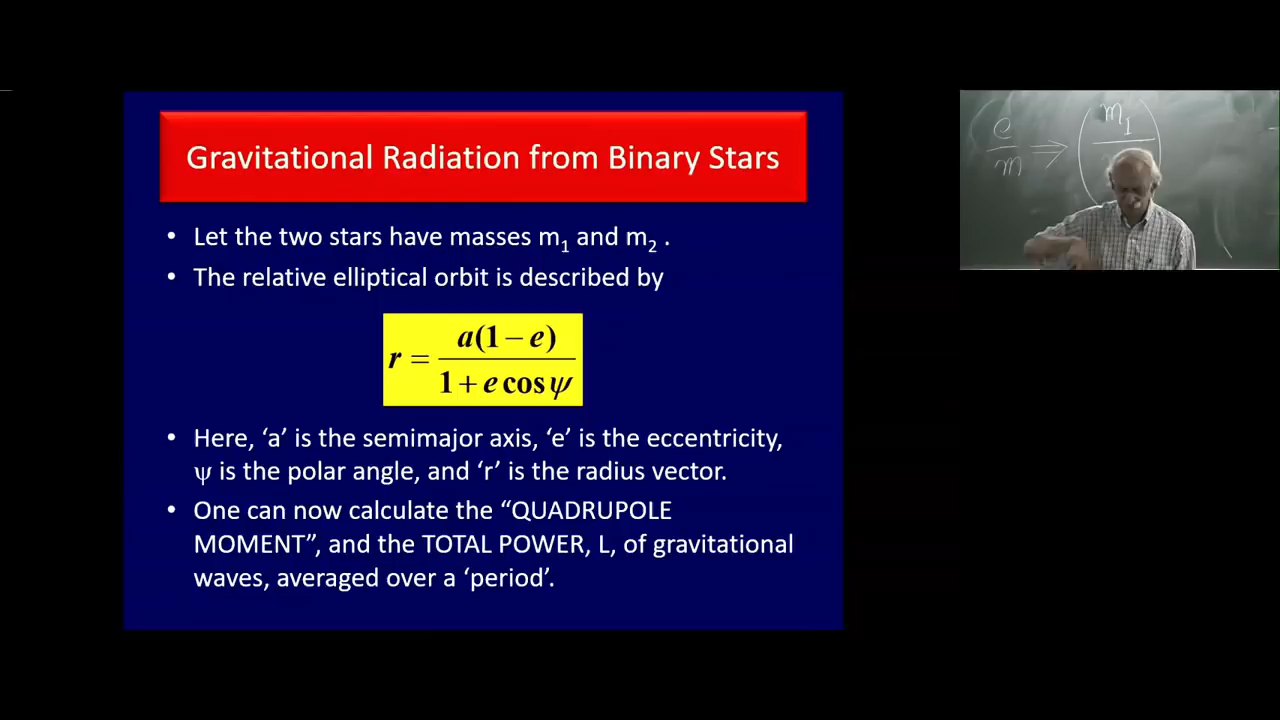 Gravitational Radiation from Binary Stars
• Let the two stars have masses m₁ and m₂ .
• The relative elliptical orbit is described by
r = a(1 − e) / 1 + e cos ψ
• Here, ‘a’ is the semimajor axis, ‘e’ is the eccentricity,
ψ is the polar angle, and ‘r’ is the radius vector.
• One can now calculate the “QUADRUPOLE
MOMENT”, and the TOTAL POWER, L, of gravitational
waves, averaged over a ‘period’.
e / m ⇒ ( m₁